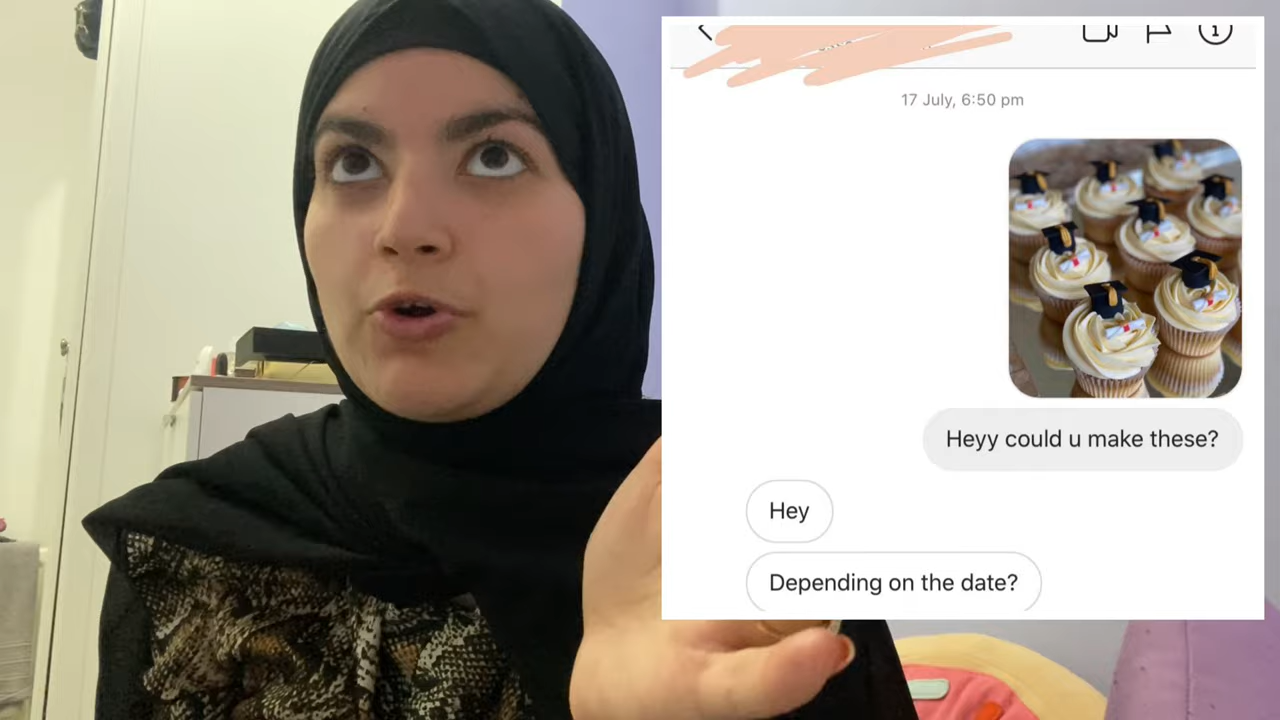 17 July, 6:50 pm
Heyy could u make these?
Hey
Depending on the date?